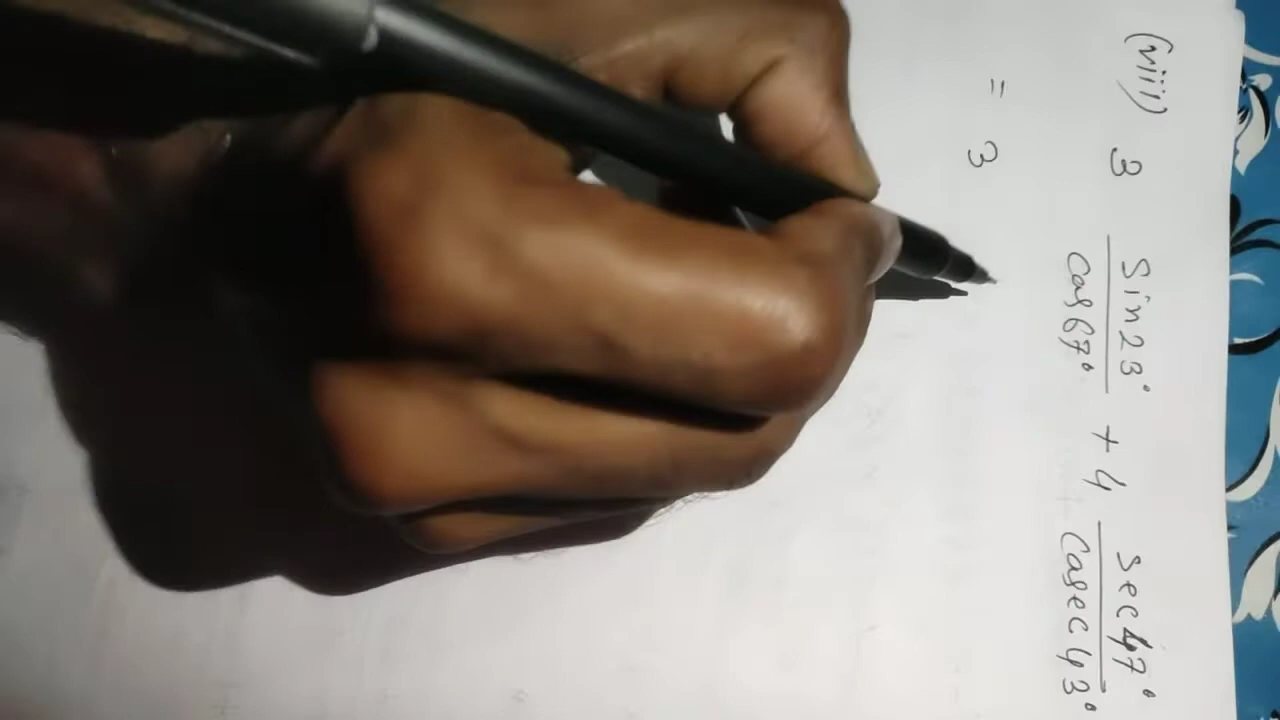 (viii) 3 Sin23° / cos67° + 4 sec47° / Cosec43°
= 3